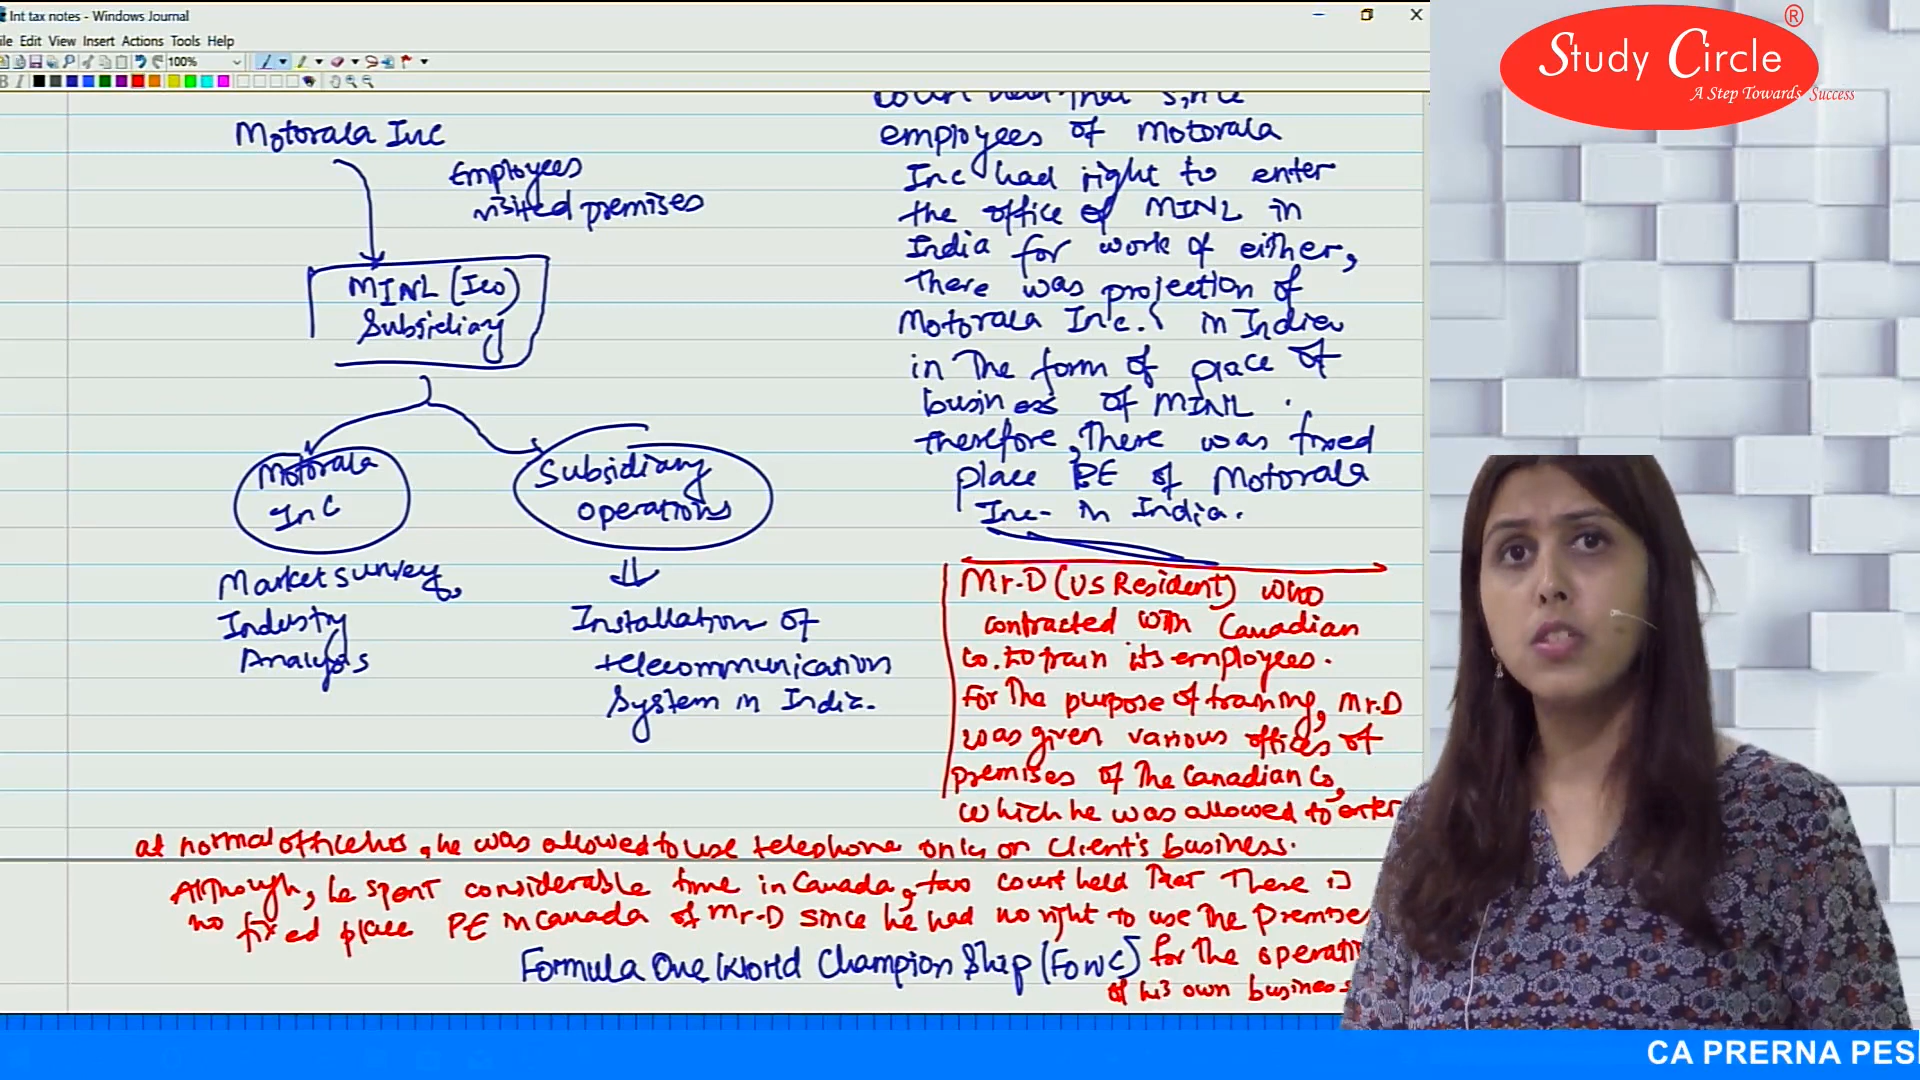 Int tax notes - Windows Journal
ile Edit View Insert Actions Tools Help
100%
B I
Study Circle ®
A Step Towards Success
Motorala Inc
Employees
visited premises
MINL (Ico)
Subsidiary
Motorala
Inc
Subsidiary
operations
Market survey,
Industry
Analysis
Installation of
telecommunication
System in India.
court held that since
employees of Motorala
Inc had right to enter
the office of MINL in
India for work of either,
There was projection of
Motorala Inc. in India
in The form of place of
business of MINL.
therefore, There was fixed
place PE of Motorala
Inc- in India.
Mr.D (US Resident) who
contracted with Canadian
Co. to train its employees.
For The purpose of training, Mr.D
was given various offices of
premises of The Canadian Co,
which he was allowed to enter
at normal office hrs, he was allowed to use telephone only on client's business.
Although, he spent considerable time in Canada, tax court held That There is
no fixed place PE in Canada of Mr.D since he had no right to use The premise
for The operati
of his own business
Formula One World Champion Ship (FOWC)
CA PRERNA PES